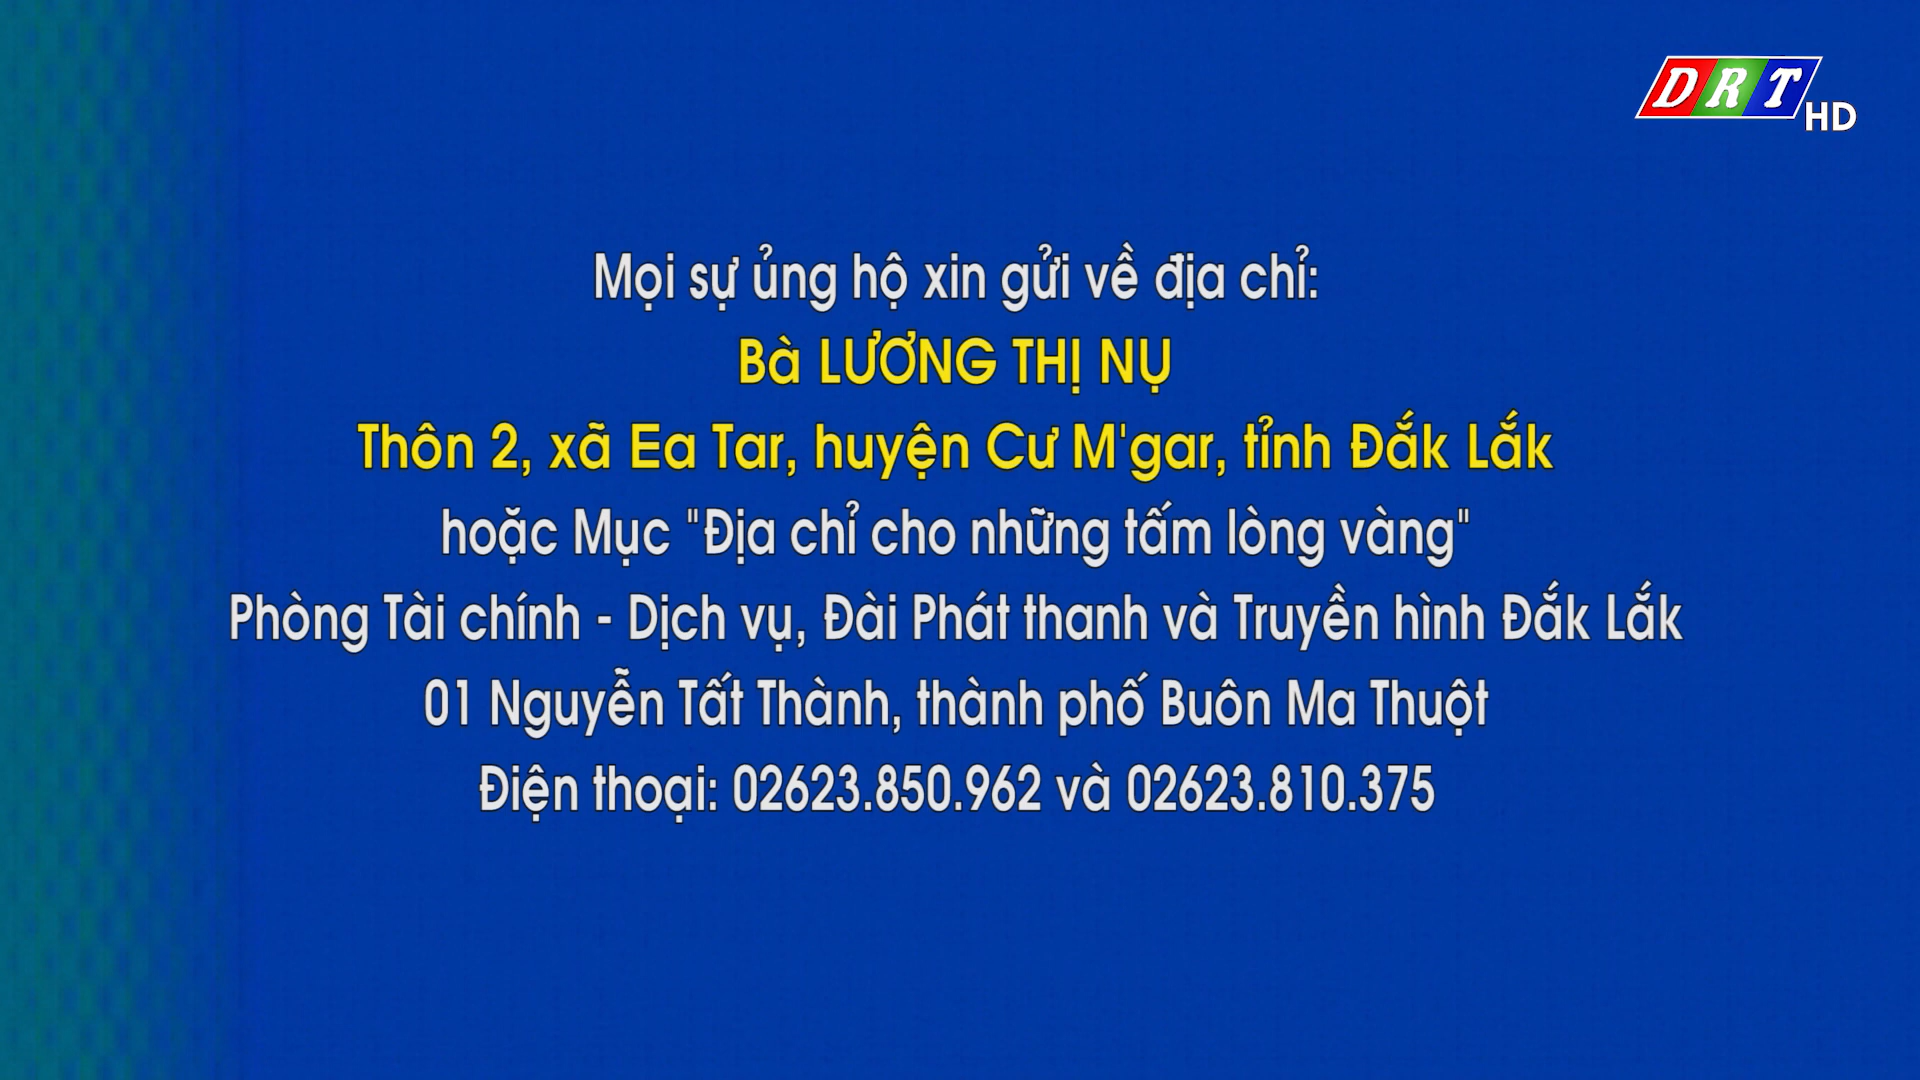 DRT HD
Mọi sự ủng hộ xin gửi về địa chỉ:
Bà LƯƠNG THỊ NỤ
Thôn 2, xã Ea Tar, huyện Cư M'gar, tỉnh Đắk Lắk
hoặc Mục "Địa chỉ cho những tấm lòng vàng"
Phòng Tài chính - Dịch vụ, Đài Phát thanh và Truyền hình Đắk Lắk
01 Nguyễn Tất Thành, thành phố Buôn Ma Thuột
Điện thoại: 02623.850.962 và 02623.810.375